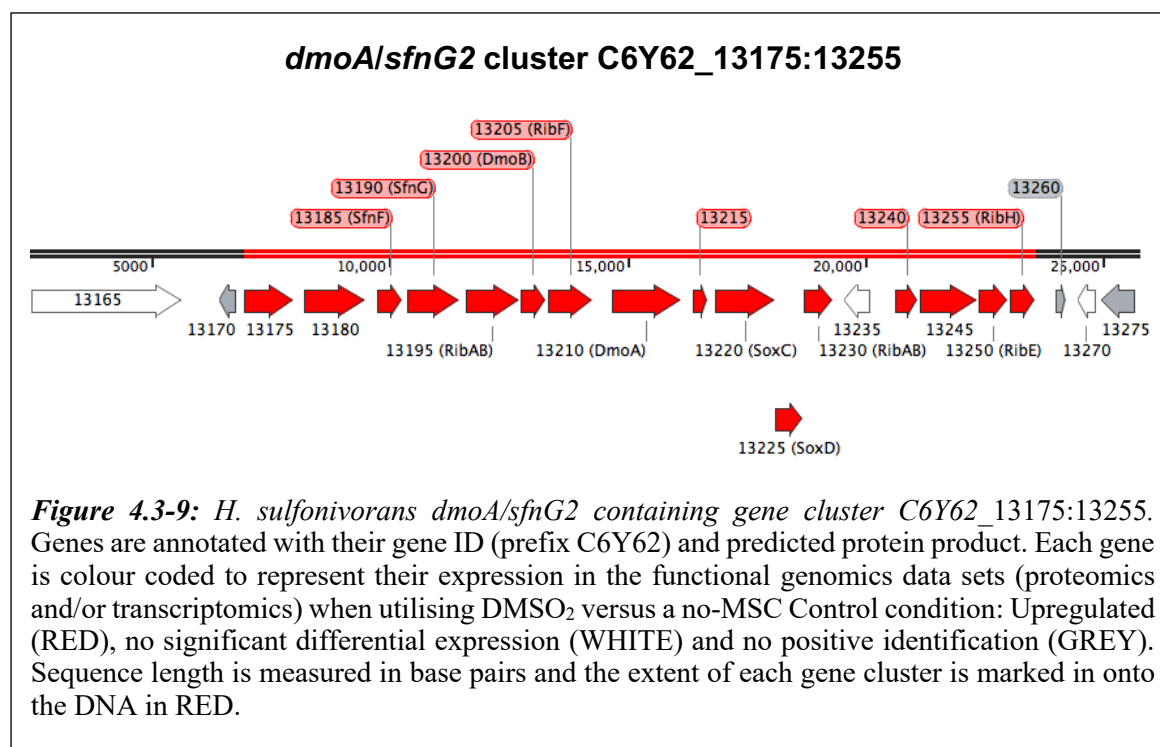 dmoA/sfnG2 cluster C6Y62_13175:13255
13205 (RibF)
13200 (DmoB)
13190 (SfnG)
13260
13185 (SfnF)
13215
13240
13255 (RibH)
5000
10,000
15,000
20,000
25,000
13165
13170
13175
13180
13235
13245
13270
13275
13195 (RibAB)
13210 (DmoA)
13220 (SoxC)
13230 (RibAB)
13250 (RibE)
13225 (SoxD)
Figure 4.3-9: H. sulfonivorans dmoA/sfnG2 containing gene cluster C6Y62_13175:13255.
Genes are annotated with their gene ID (prefix C6Y62) and predicted protein product. Each gene
is colour coded to represent their expression in the functional genomics data sets (proteomics
and/or transcriptomics) when utilising DMSO₂ versus a no-MSC Control condition: Upregulated
(RED), no significant differential expression (WHITE) and no positive identification (GREY).
Sequence length is measured in base pairs and the extent of each gene cluster is marked in onto
the DNA in RED.